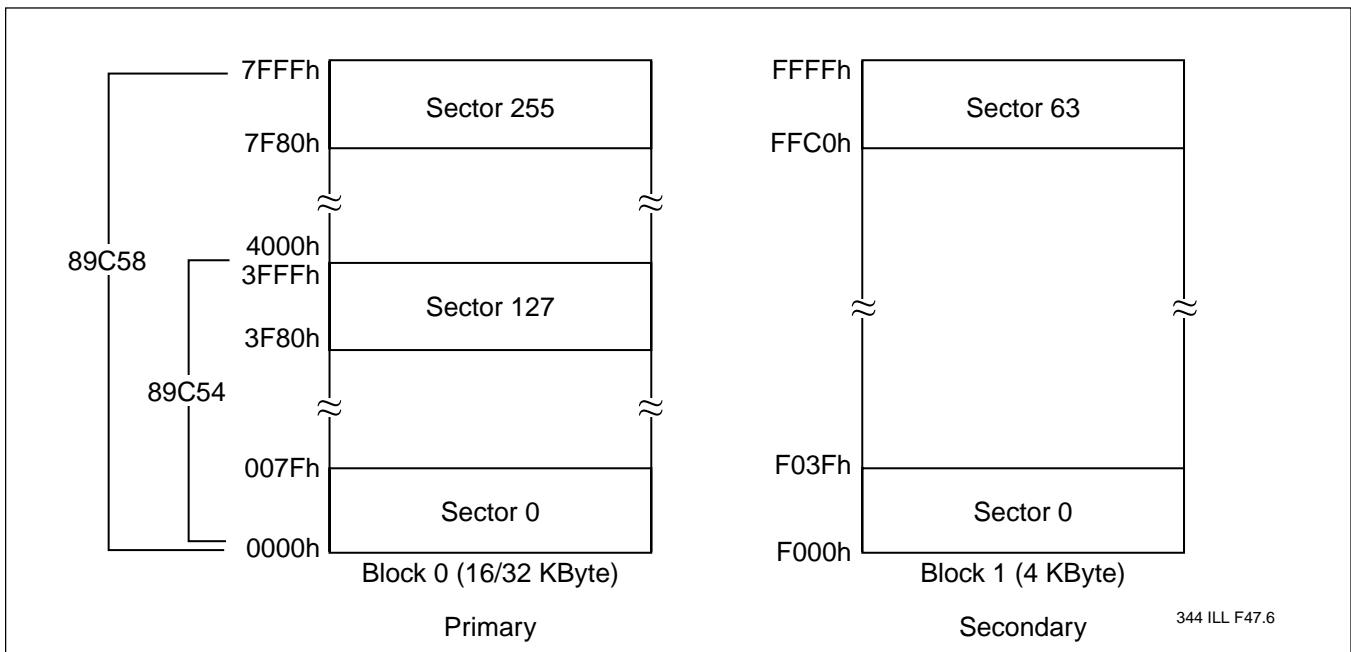 7FFFh
Sector 255
7F80h
4000h
3FFFh
Sector 127
3F80h
89C58
89C54
007Fh
Sector 0
0000h
Block 0 (16/32 KByte)
Primary
FFFFh
Sector 63
FFC0h
F03Fh
Sector 0
F000h
Block 1 (4 KByte)
Secondary
344 ILL F47.6